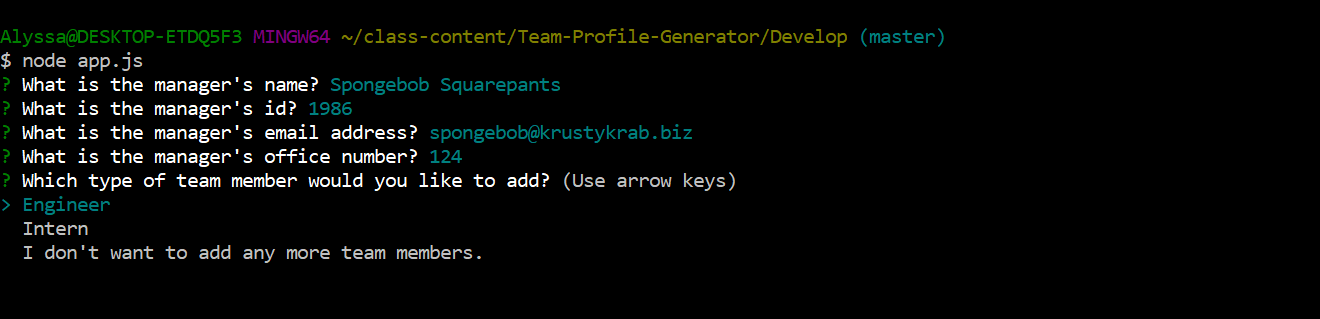 Alyssa@DESKTOP-ETDQ5F3 MINGW64 ~/class-content/Team-Profile-Generator/Develop (master)
$ node app.js
? What is the manager's name? Spongebob Squarepants
? What is the manager's id? 1986
? What is the manager's email address? spongebob@krustykrab.biz
? What is the manager's office number? 124
? Which type of team member would you like to add? (Use arrow keys)
> Engineer
  Intern
  I don't want to add any more team members.